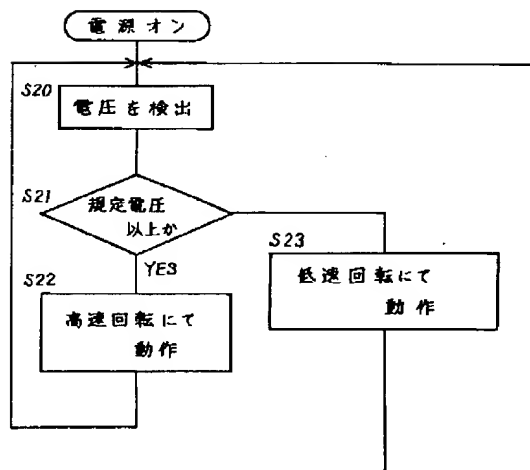 電源オン
S20
電圧を検出
S21
規定電圧
以上か
YES
S22
高速回転にて
動作
S23
低速回転にて
動作